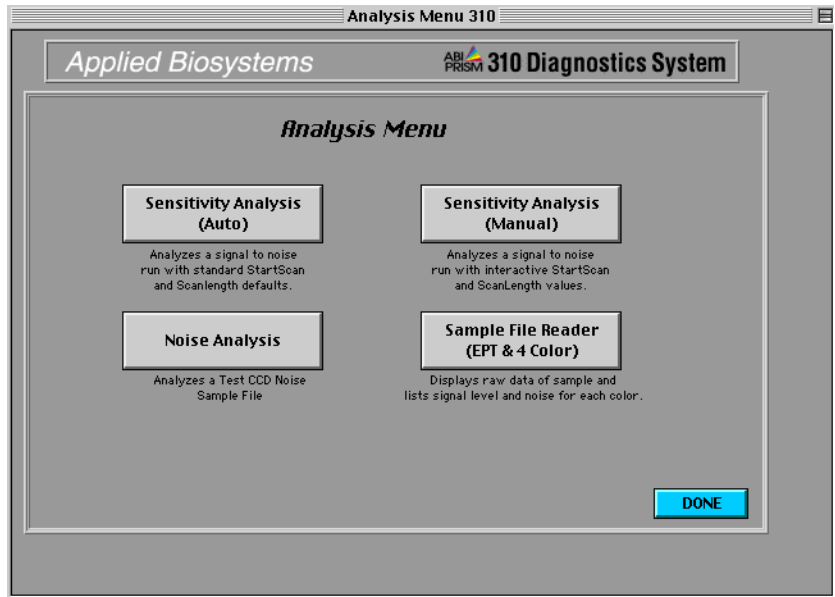 Analysis Menu 310
Applied Biosystems
ABI PRISM 310 Diagnostics System
Analysis Menu
Sensitivity Analysis
(Auto)
Analyzes a signal to noise
run with standard StartScan
and Scanlength defaults.
Sensitivity Analysis
(Manual)
Analyzes a signal to noise
run with interactive StartScan
and ScanLength values.
Noise Analysis
Analyzes a Test CCD Noise
Sample File
Sample File Reader
(EPT & 4 Color)
Displays raw data of sample and
lists signal level and noise for each color.
DONE